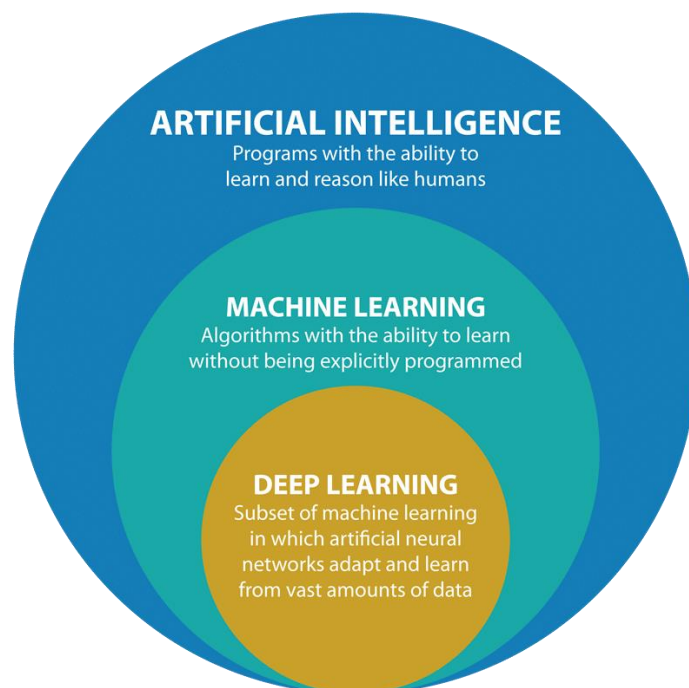 ARTIFICIAL INTELLIGENCE
Programs with the ability to
learn and reason like humans
MACHINE LEARNING
Algorithms with the ability to learn
without being explicitly programmed
DEEP LEARNING
Subset of machine learning
in which artificial neural
networks adapt and learn
from vast amounts of data